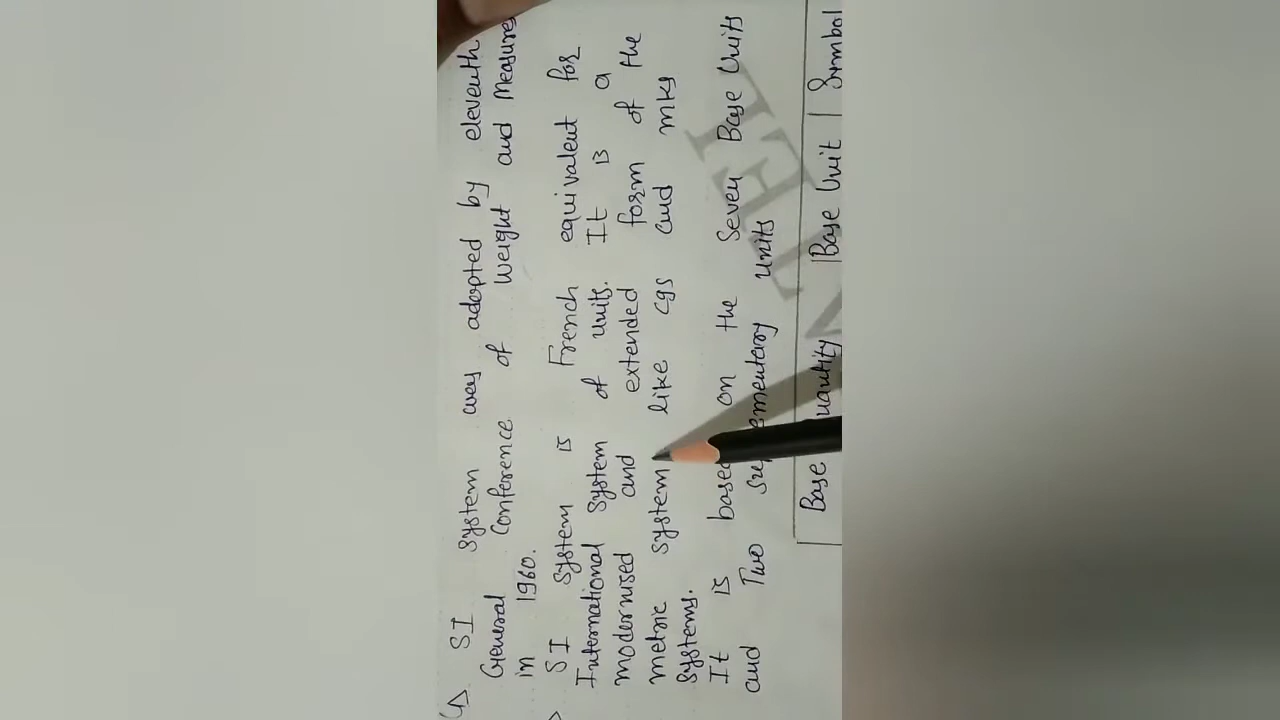 SI System was adopted by eleventh
General Conference of Weight and Measures
in 1960.
SI System is French equivalent for
International System of units. It is a
modernised and extended form of the
metric system like cgs and mks
systems.
It is based on the Seven Base Units
and Two supplementary units
Base Quantity | Base Unit | Symbol